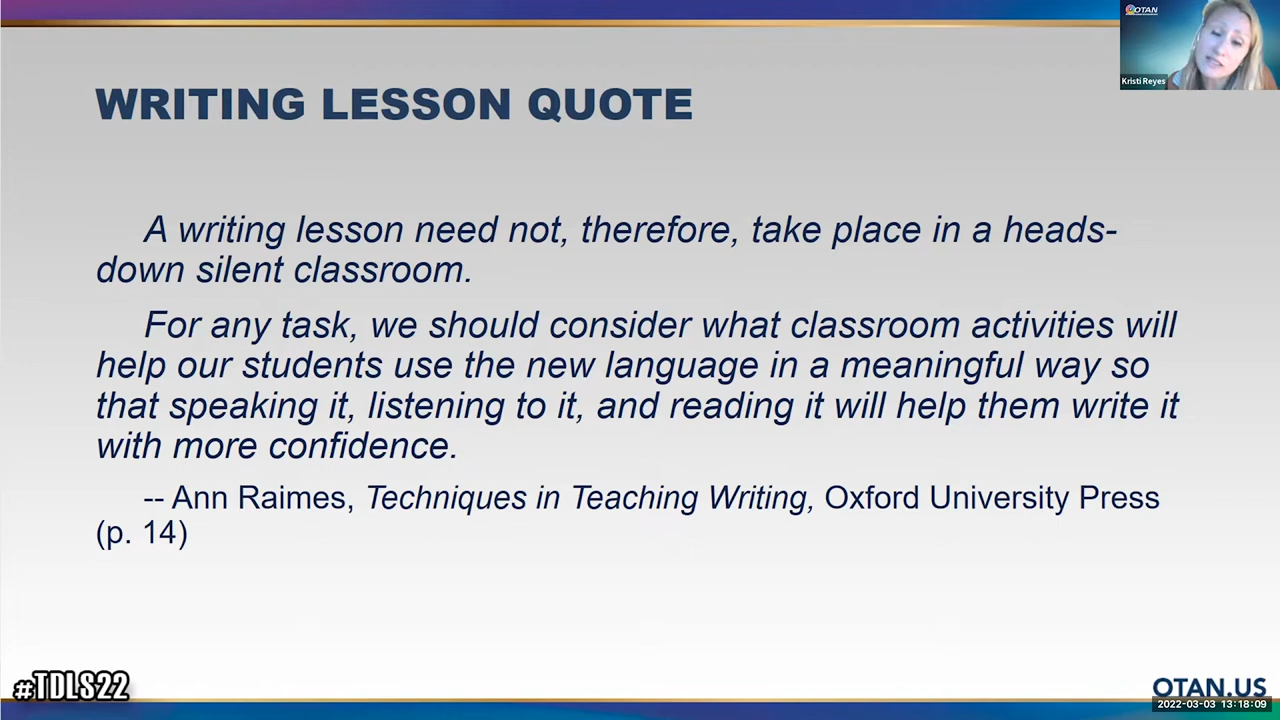 OTAN
Kristi Reyes
WRITING LESSON QUOTE
A writing lesson need not, therefore, take place in a heads-
down silent classroom.
For any task, we should consider what classroom activities will
help our students use the new language in a meaningful way so
that speaking it, listening to it, and reading it will help them write it
with more confidence.
-- Ann Raimes, Techniques in Teaching Writing, Oxford University Press
(p. 14)
#TDLS22
OTAN.US
2022-03-03 13:18:09